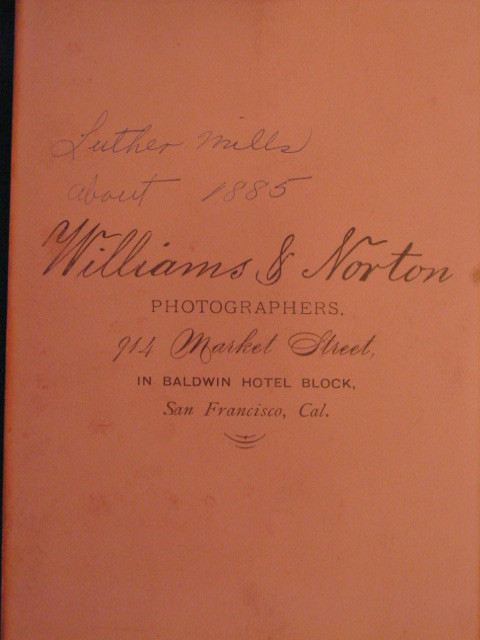 Luther Mills
about 1885
Williams & Norton
PHOTOGRAPHERS.
914 Market Street,
IN BALDWIN HOTEL BLOCK,
San Francisco, Cal.